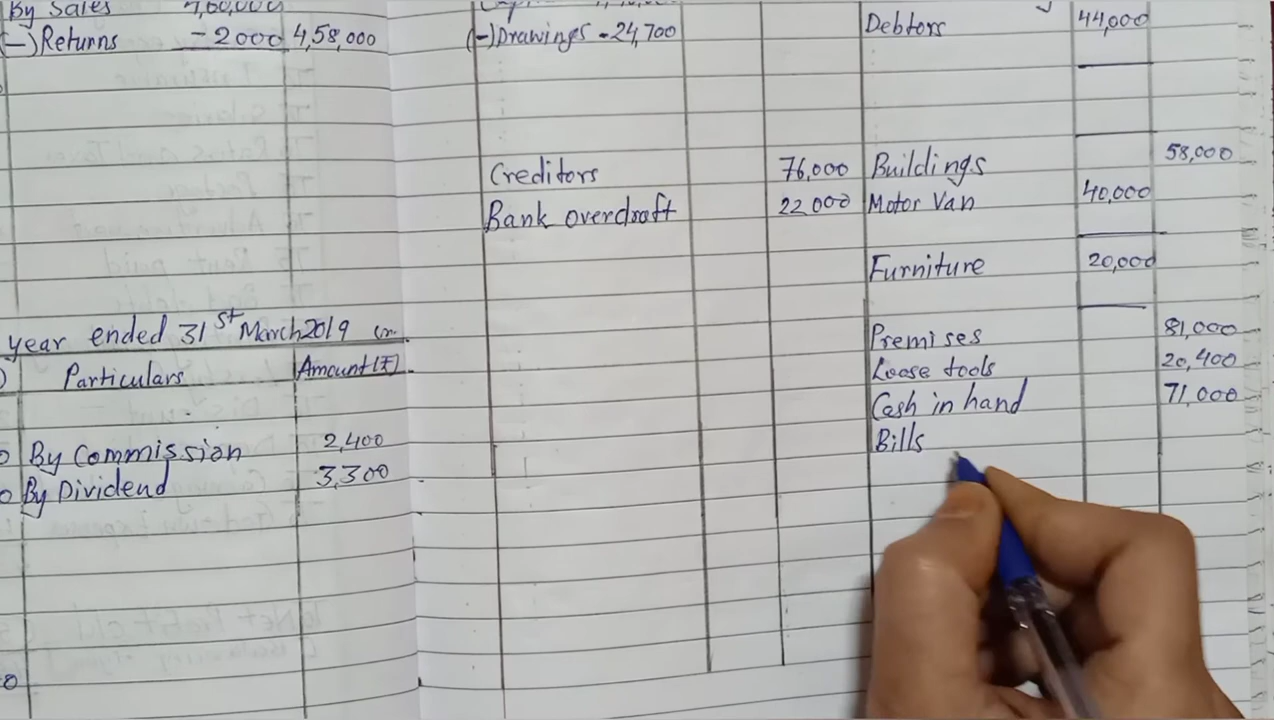 By Sales 4,60,000
(-) Returns - 2000 4,58,000
year ended 31st March 2019
Particulars Amount (₹)
By Commission 2,400
By Dividend 3,300
(-) Drawings - 24,700
Creditors 76,000
Bank overdraft 22000
Debtors 44,000
Buildings 58,000
Motor Van 40,000
Furniture 20,000
Premises 81,000
Loose tools 20,400
Cash in hand 71,000
Bills